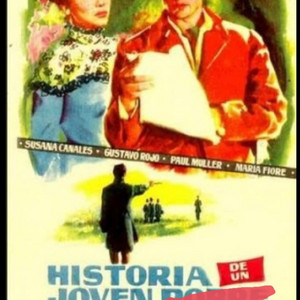 SUSANA CANALES - GUSTAVO ROJO - PAUL MULLER - MARIA FIORE
HISTORIA DE UN
JOVEN